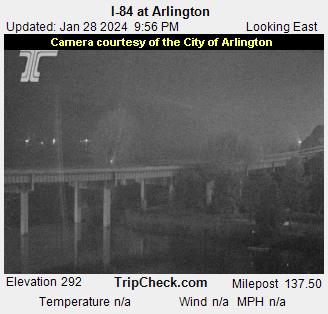 I-84 at Arlington
Updated: Jan 28 2024 9:56 PM Looking East
Camera courtesy of the City of Arlington
Elevation 292 TripCheck.com Milepost 137.50
Temperature n/a Wind n/a MPH n/a